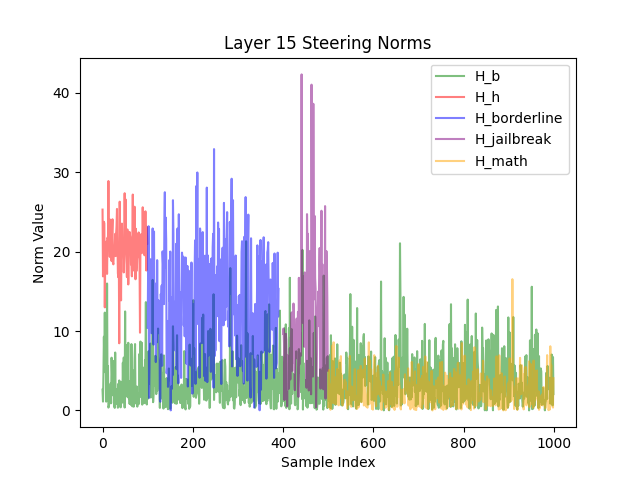 Layer 15 Steering Norms
H_b
H_h
H_borderline
H_jailbreak
H_math
Norm Value
40
30
20
10
0
0
200
400
600
800
1000
Sample Index